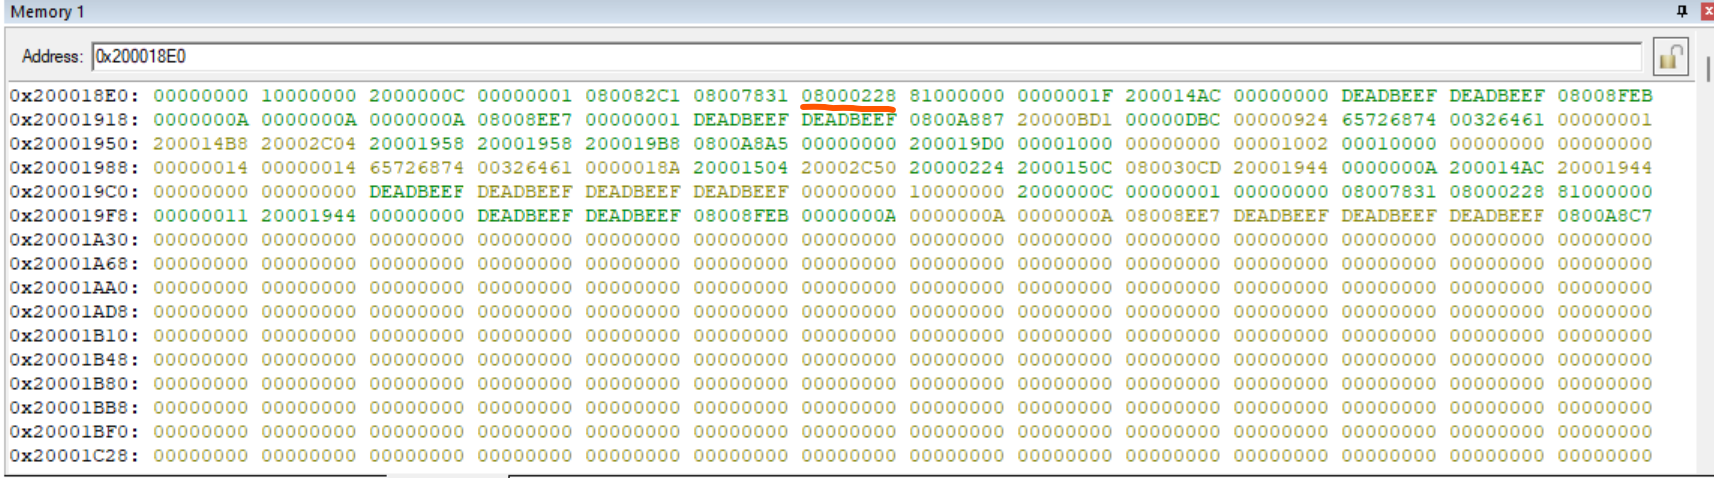 Memory 1
Address: 0x200018E0
0x200018E0: 00000000 10000000 2000000C 00000001 080082C1 08007831 08000228 81000000 0000001F 200014AC 00000000 DEADBEEF DEADBEEF 08008FEB
0x20001918: 0000000A 0000000A 0000000A 08008EE7 00000001 DEADBEEF DEADBEEF 0800A887 20000BD1 00000DBC 00000924 65726874 00326461 00000001
0x20001950: 200014B8 20002C04 20001958 20001958 200019B8 0800A8A5 00000000 200019D0 00001000 00000000 00001002 00010000 00000000 00000000
0x20001988: 00000014 00000014 65726874 00326461 0000018A 20001504 20002C50 20000224 2000150C 080030CD 20001944 0000000A 200014AC 20001944
0x200019C0: 00000000 00000000 DEADBEEF DEADBEEF DEADBEEF DEADBEEF 00000000 10000000 2000000C 00000001 00000000 08007831 08000228 81000000
0x200019F8: 00000011 20001944 00000000 DEADBEEF DEADBEEF 08008FEB 0000000A 0000000A 0000000A 08008EE7 DEADBEEF DEADBEEF DEADBEEF 0800A8C7
0x20001A30: 00000000 00000000 00000000 00000000 00000000 00000000 00000000 00000000 00000000 00000000 00000000 00000000 00000000 00000000
0x20001A68: 00000000 00000000 00000000 00000000 00000000 00000000 00000000 00000000 00000000 00000000 00000000 00000000 00000000 00000000
0x20001AA0: 00000000 00000000 00000000 00000000 00000000 00000000 00000000 00000000 00000000 00000000 00000000 00000000 00000000 00000000
0x20001AD8: 00000000 00000000 00000000 00000000 00000000 00000000 00000000 00000000 00000000 00000000 00000000 00000000 00000000 00000000
0x20001B10: 00000000 00000000 00000000 00000000 00000000 00000000 00000000 00000000 00000000 00000000 00000000 00000000 00000000 00000000
0x20001B48: 00000000 00000000 00000000 00000000 00000000 00000000 00000000 00000000 00000000 00000000 00000000 00000000 00000000 00000000
0x20001B80: 00000000 00000000 00000000 00000000 00000000 00000000 00000000 00000000 00000000 00000000 00000000 00000000 00000000 00000000
0x20001BB8: 00000000 00000000 00000000 00000000 00000000 00000000 00000000 00000000 00000000 00000000 00000000 00000000 00000000 00000000
0x20001BF0: 00000000 00000000 00000000 00000000 00000000 00000000 00000000 00000000 00000000 00000000 00000000 00000000 00000000 00000000
0x20001C28: 00000000 00000000 00000000 00000000 00000000 00000000 00000000 00000000 00000000 00000000 00000000 00000000 00000000 00000000